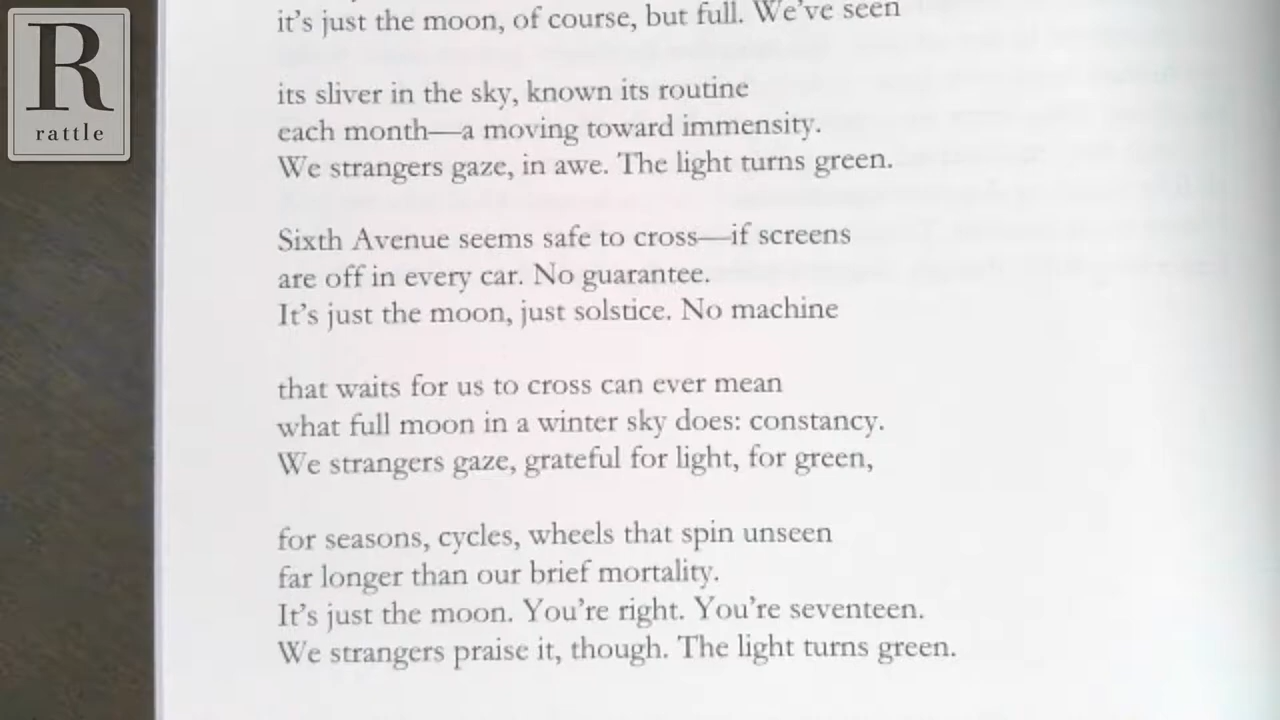 R
rattle
it's just the moon, of course, but full. We've seen
its sliver in the sky, known its routine
each month—a moving toward immensity.
We strangers gaze, in awe. The light turns green.
Sixth Avenue seems safe to cross—if screens
are off in every car. No guarantee.
It's just the moon, just solstice. No machine
that waits for us to cross can ever mean
what full moon in a winter sky does: constancy.
We strangers gaze, grateful for light, for green,
for seasons, cycles, wheels that spin unseen
far longer than our brief mortality.
It's just the moon. You're right. You're seventeen.
We strangers praise it, though. The light turns green.